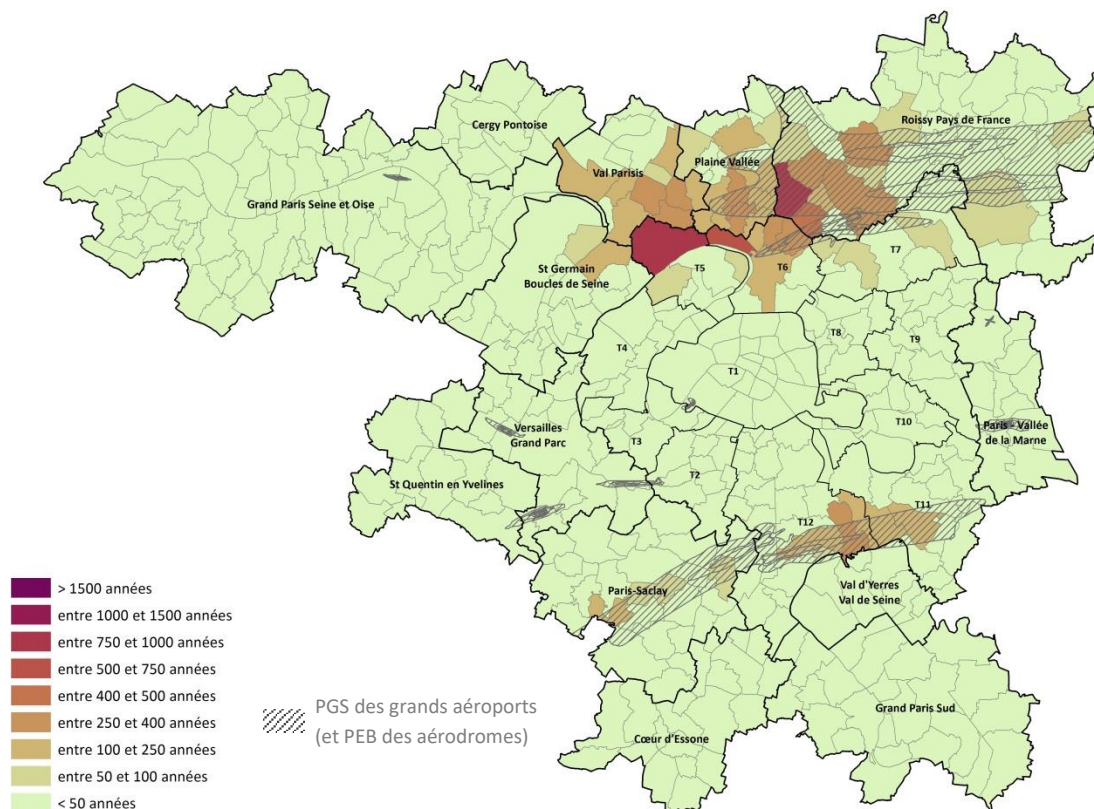 Roissy Pays de France
Cergy Pontoise
Plaine Vallée
Val Parisis
Grand Paris Seine et Oise
T7
St Germain
Boucles de Seine
T5
T6
T8
T9
T4
T1
Versailles
Grand Parc
T10
Paris - Vallée
de la Marne
T3
T2
St Quentin en Yvelines
T11
T12
Paris-Saclay
Val d'Yerres
Val de Seine
Grand Paris Sud
Cœur d'Essone
> 1500 années
entre 1000 et 1500 années
entre 750 et 1000 années
entre 500 et 750 années
entre 400 et 500 années
entre 250 et 400 années
entre 100 et 250 années
entre 50 et 100 années
< 50 années
PGS des grands aéroports
(et PEB des aérodromes)